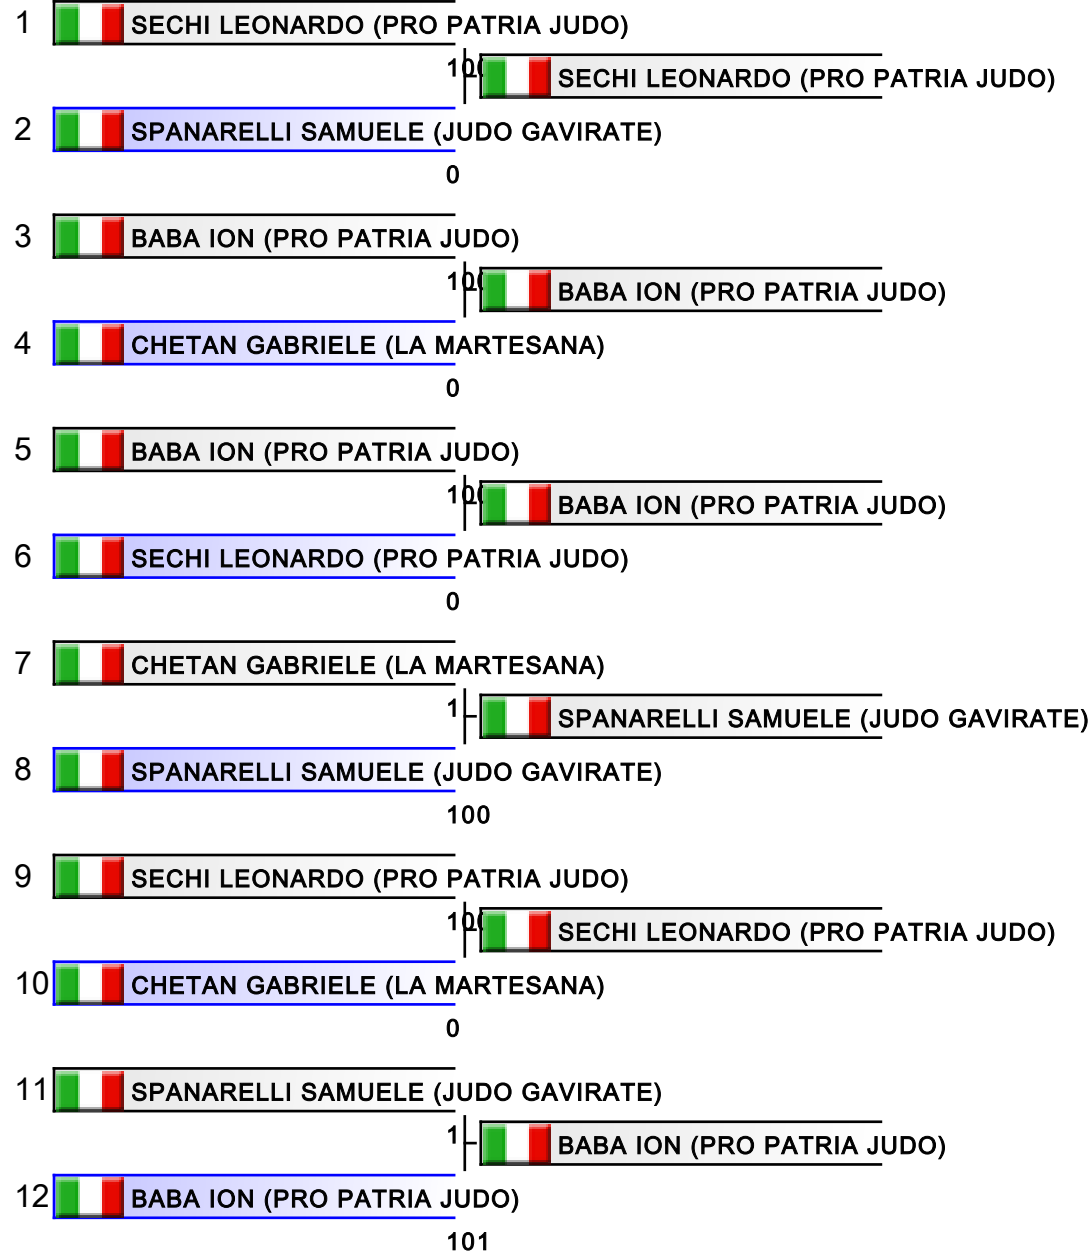 1 SECHI LEONARDO (PRO PATRIA JUDO)
SECHI LEONARDO (PRO PATRIA JUDO)
2 SPANARELLI SAMUELE (JUDO GAVIRATE)
0
3 BABA ION (PRO PATRIA JUDO)
BABA ION (PRO PATRIA JUDO)
4 CHETAN GABRIELE (LA MARTESANA)
0
5 BABA ION (PRO PATRIA JUDO)
BABA ION (PRO PATRIA JUDO)
6 SECHI LEONARDO (PRO PATRIA JUDO)
0
7 CHETAN GABRIELE (LA MARTESANA)
1 SPANARELLI SAMUELE (JUDO GAVIRATE)
8 SPANARELLI SAMUELE (JUDO GAVIRATE)
100
9 SECHI LEONARDO (PRO PATRIA JUDO)
SECHI LEONARDO (PRO PATRIA JUDO)
10 CHETAN GABRIELE (LA MARTESANA)
0
11 SPANARELLI SAMUELE (JUDO GAVIRATE)
1 BABA ION (PRO PATRIA JUDO)
12 BABA ION (PRO PATRIA JUDO)
101